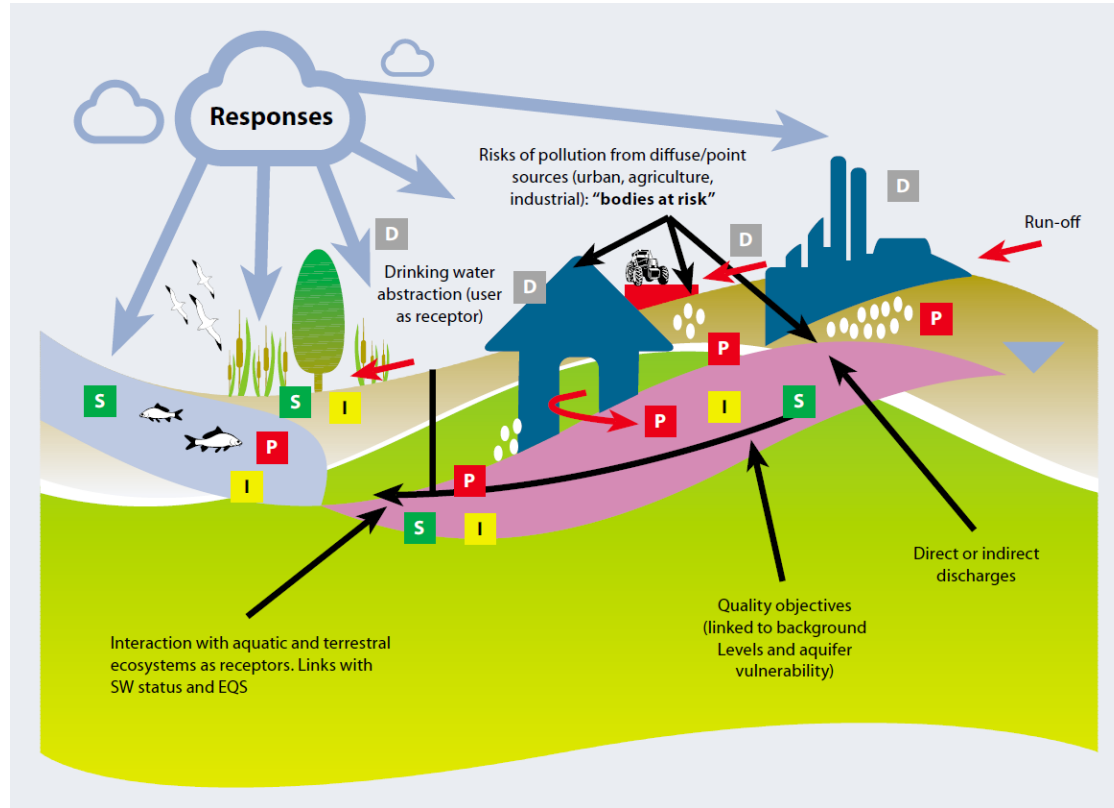 Responses
Risks of pollution from diffuse/point
sources (urban, agriculture,
industrial): “bodies at risk”
D
Run-off
D
D
Drinking water
abstraction (user
as receptor)
D
P
P
S
S
I
I
S
P
P
I
P
S
I
Direct or indirect
discharges
Quality objectives
(linked to background
Levels and aquifer
vulnerability)
Interaction with aquatic and terrestral
ecosystems as receptors. Links with
SW status and EQS